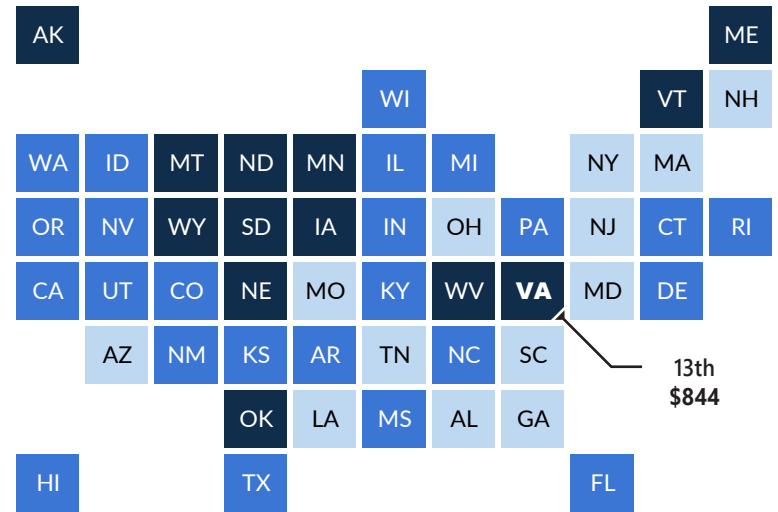 AK ME
WI VT NH
WA ID MT ND MN IL MI NY MA
OR NV WY SD IA IN OH PA NJ CT RI
CA UT CO NE MO KY WV VA MD DE
AZ NM KS AR TN NC SC
13th
$844
OK LA MS AL GA
HI TX FL